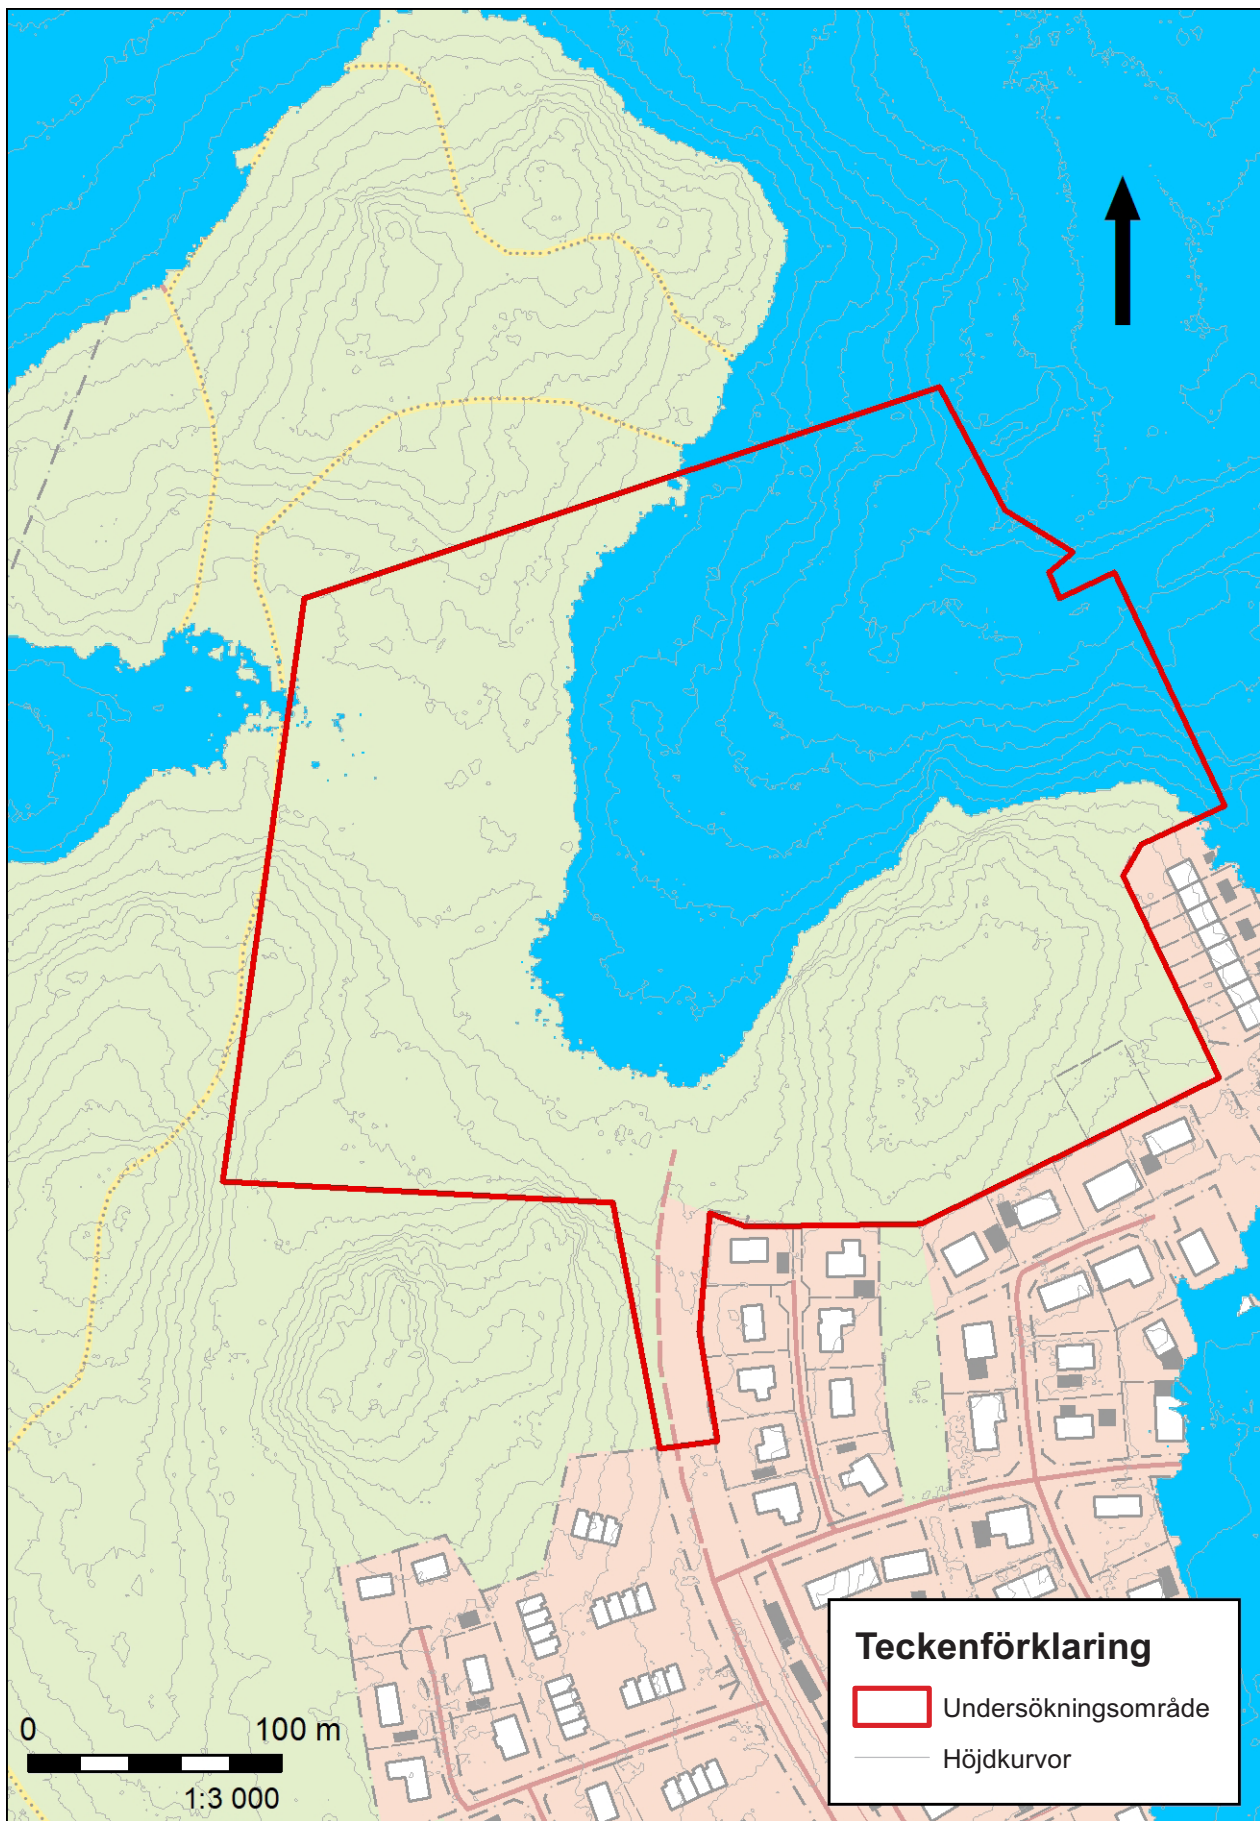 Teckenförklaring
Undersökningsområde
Höjdkurvor
0 100 m
1:3 000